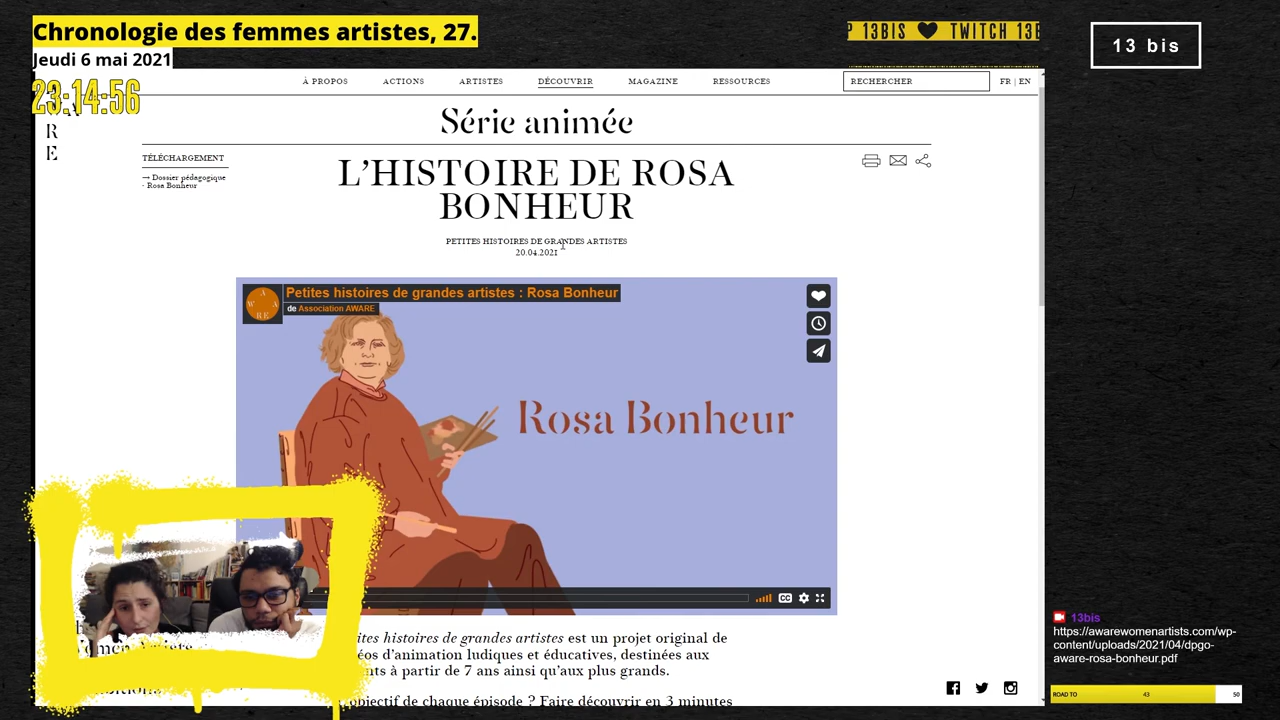 Chronologie des femmes artistes, 27.
Jeudi 6 mai 2021
23:14:56
P 13BIS TWITCH 13B
13 bis
À PROPOS ACTIONS ARTISTES DÉCOUVRIR MAGAZINE RESSOURCES
RECHERCHER
FR | EN
A
R
E
Série animée
TÉLÉCHARGEMENT
→ Dossier pédagogique
- Rosa Bonheur
L'HISTOIRE DE ROSA
BONHEUR
PETITES HISTOIRES DE GRANDES ARTISTES
20.04.2021
Petites histoires de grandes artistes : Rosa Bonheur
de Association AWARE
W A
A
RE
Rosa Bonheur
CC
ites histoires de grandes artistes est un projet original de
éos d'animation ludiques et éducatives, destinées aux
nts à partir de 7 ans ainsi qu'aux plus grands.
objectif de chaque épisode ? Faire découvrir en 3 minutes
13bis
https://awarewomenartists.com/wp-
content/uploads/2021/04/dpgo-
aware-rosa-bonheur.pdf
ROAD TO 43 50